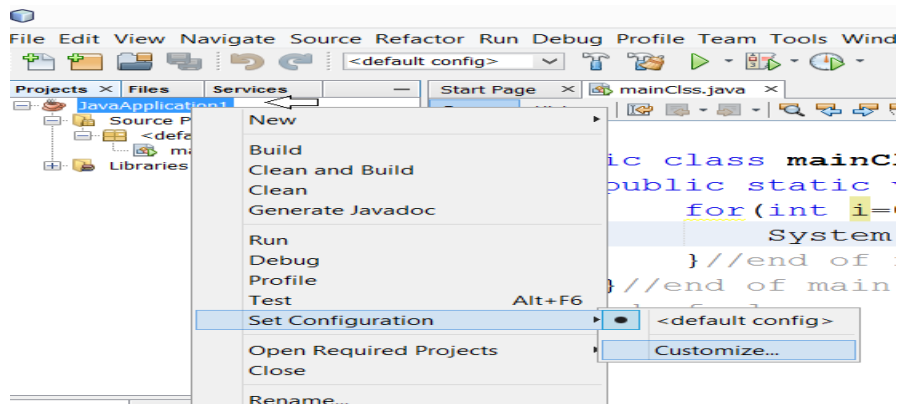 File Edit View Navigate Source Refactor Run Debug Profile Team Tools Wind
<default config>
Projects × Files Services
Start Page × mainClss.java ×
JavaApplication1
Source P
<defa
ma
Libraries
New
Build
Clean and Build
Clean
Generate Javadoc
Run
Debug
Profile
Test Alt+F6
Set Configuration
Open Required Projects
Close
Rename...
<default config>
Customize...
ic class mainCl
public static
for(int i=
System
}//end of
}//end of main